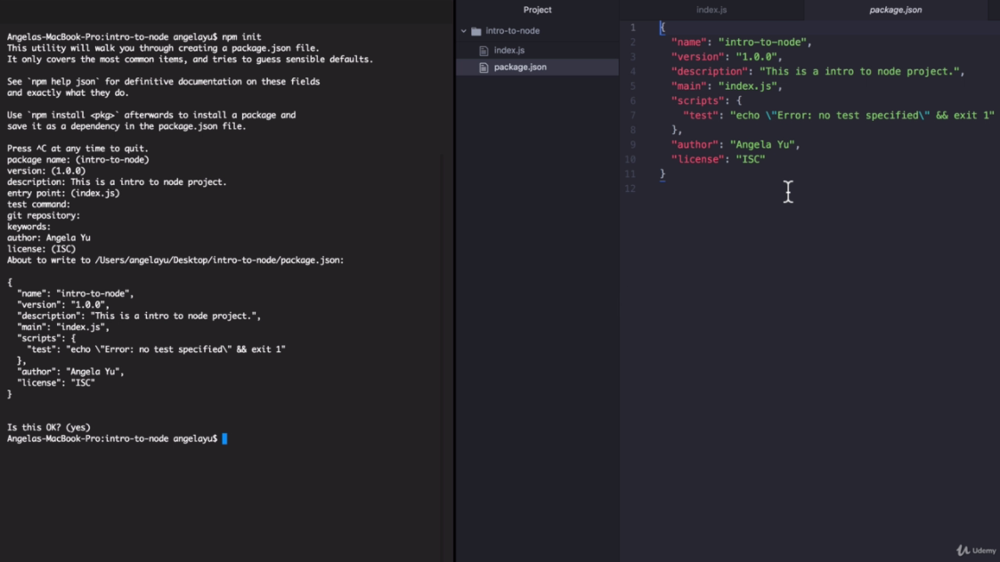 Angelas-MacBook-Pro:intro-to-node angelayu$ npm init
This utility will walk you through creating a package.json file.
It only covers the most common items, and tries to guess sensible defaults.
See `npm help json` for definitive documentation on these fields
and exactly what they do.
Use `npm install <pkg>` afterwards to install a package and
save it as a dependency in the package.json file.
Press ^C at any time to quit.
package name: (intro-to-node)
version: (1.0.0)
description: This is a intro to node project.
entry point: (index.js)
test command:
git repository:
keywords:
author: Angela Yu
license: (ISC)
About to write to /Users/angelayu/Desktop/intro-to-node/package.json:
{
"name": "intro-to-node",
"version": "1.0.0",
"description": "This is a intro to node project.",
"main": "index.js",
"scripts": {
"test": "echo \"Error: no test specified\" && exit 1"
},
"author": "Angela Yu",
"license": "ISC"
}
Is this OK? (yes)
Angelas-MacBook-Pro:intro-to-node angelayu$
Project
intro-to-node
index.js
package.json
index.js
package.json
1 {
2 "name": "intro-to-node",
3 "version": "1.0.0",
4 "description": "This is a intro to node project.",
5 "main": "index.js",
6 "scripts": {
7 "test": "echo \"Error: no test specified\" && exit 1"
8 },
9 "author": "Angela Yu",
10 "license": "ISC"
11 }
12
Udemy